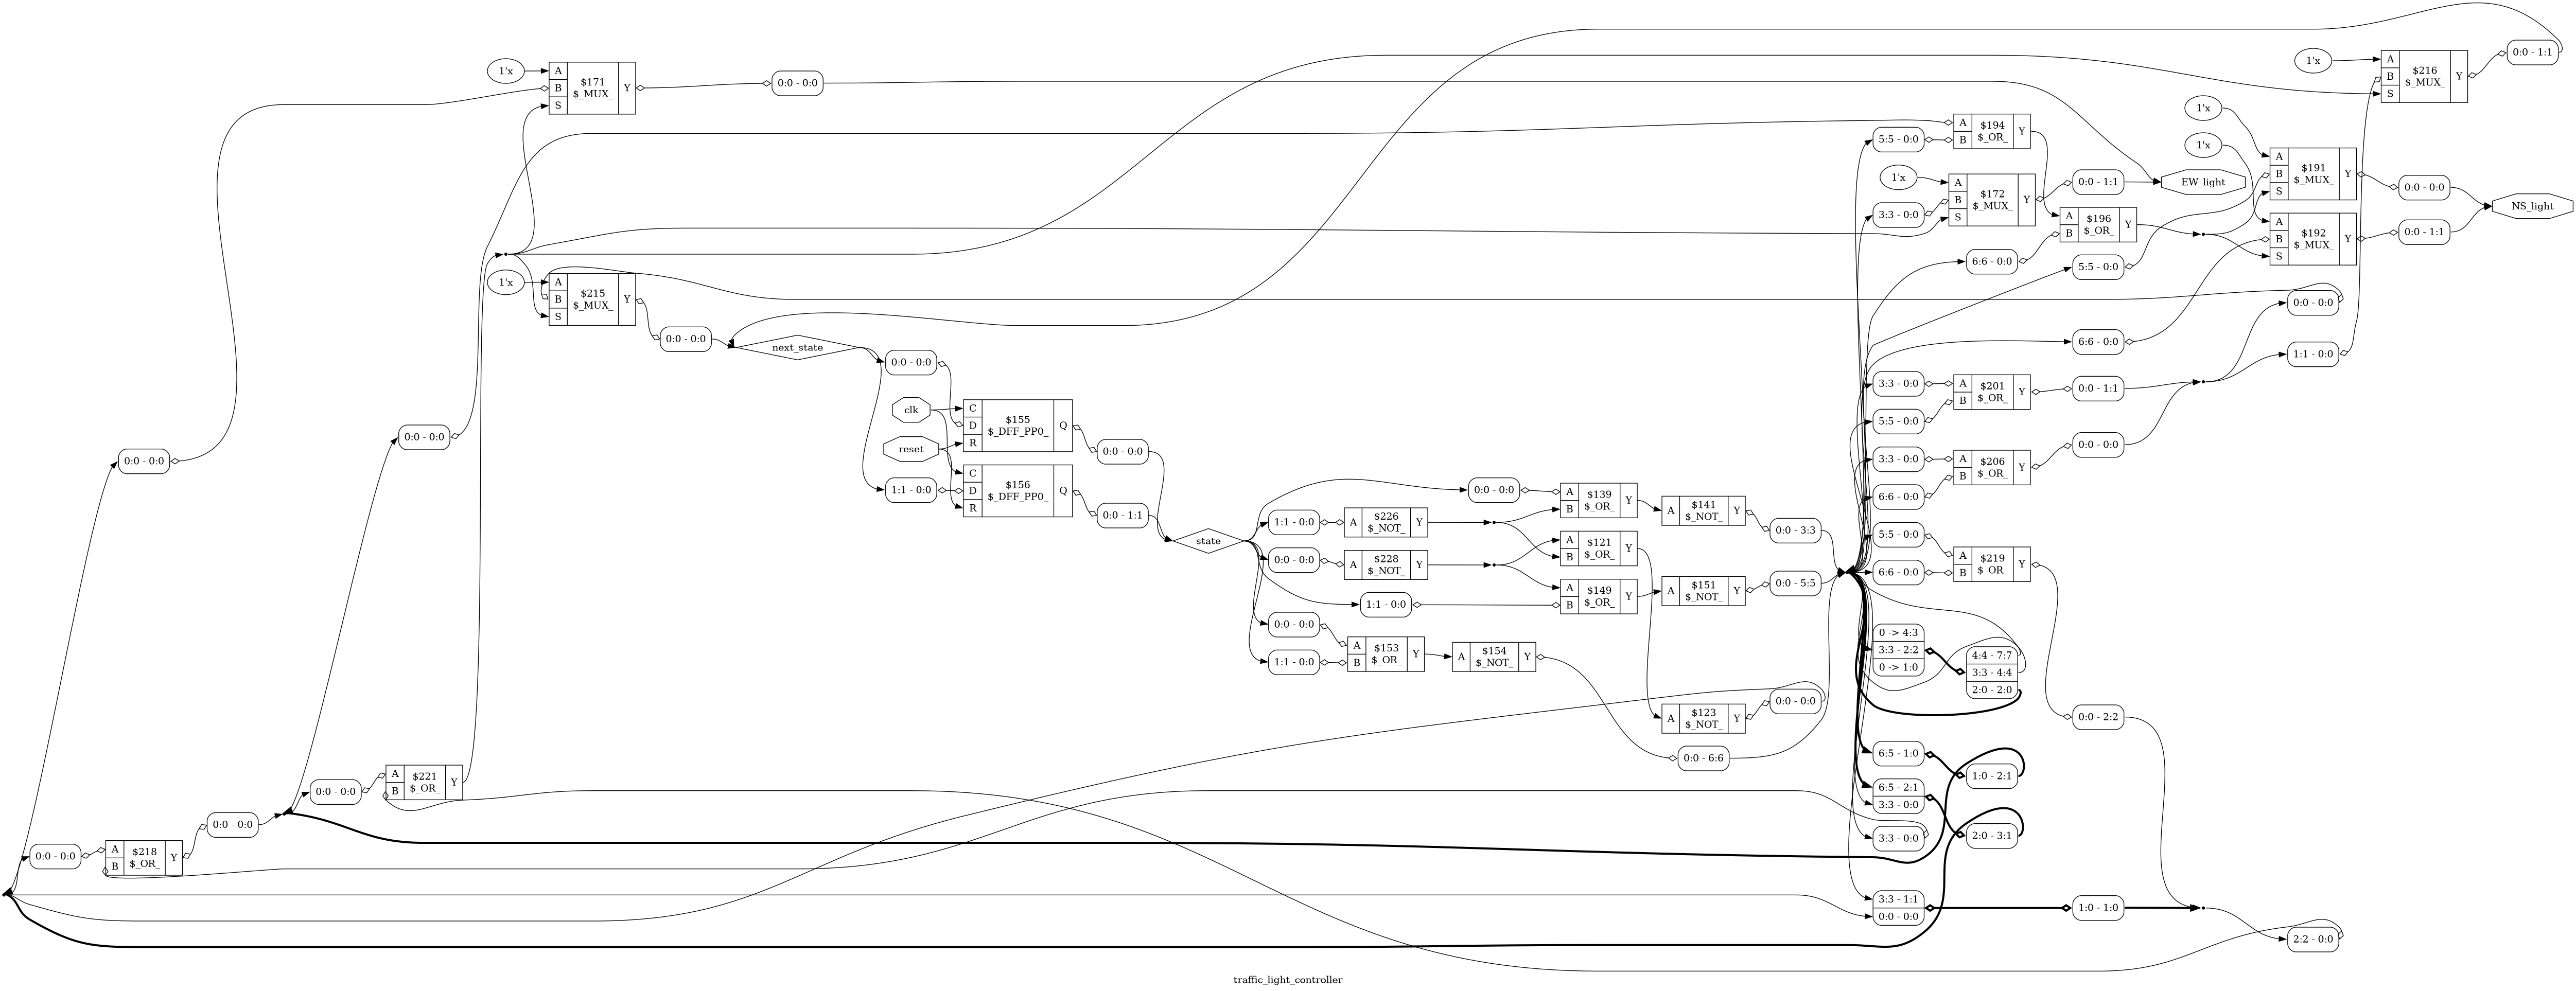 1'x
A
B
S
$171
$_MUX_
Y
0:0 - 0:0
1'x
A
B
S
$216
$_MUX_
Y
0:0 - 1:1
5:5 - 0:0
A
B
$194
$_OR_
Y
1'x
3:3 - 0:0
A
B
S
$172
$_MUX_
Y
0:0 - 1:1
EW_light
1'x
1'x
A
B
S
$191
$_MUX_
Y
0:0 - 0:0
NS_light
6:6 - 0:0
A
B
$196
$_OR_
Y
5:5 - 0:0
A
B
S
$192
$_MUX_
Y
0:0 - 1:1
1'x
A
B
S
$215
$_MUX_
Y
0:0 - 0:0
next_state
0:0 - 0:0
1:1 - 0:0
6:6 - 0:0
0:0 - 0:0
1:1 - 0:0
clk
reset
0:0 - 0:0
C
D
R
$155
$_DFF_PP0_
Q
0:0 - 0:0
C
D
R
$156
$_DFF_PP0_
Q
0:0 - 1:1
state
3:3 - 0:0
5:5 - 0:0
A
B
$201
$_OR_
Y
0:0 - 1:1
3:3 - 0:0
6:6 - 0:0
A
B
$206
$_OR_
Y
0:0 - 0:0
0:0 - 0:0
0:0 - 0:0
A
B
$139
$_OR_
Y
A
$141
$_NOT_
Y
0:0 - 3:3
1:1 - 0:0
A
$226
$_NOT_
Y
0:0 - 0:0
A
$228
$_NOT_
Y
A
B
$121
$_OR_
Y
1:1 - 0:0
A
B
$149
$_OR_
Y
A
$151
$_NOT_
Y
0:0 - 5:5
5:5 - 0:0
6:6 - 0:0
A
B
$219
$_OR_
Y
0:0 - 0:0
1:1 - 0:0
A
B
$153
$_OR_
Y
A
$154
$_NOT_
Y
0 -> 4:3
3:3 - 2:2
0 -> 1:0
4:4 - 7:7
3:3 - 4:4
2:0 - 2:0
A
$123
$_NOT_
Y
0:0 - 0:0
0:0 - 6:6
0:0 - 2:2
6:5 - 1:0
1:0 - 2:1
6:5 - 2:1
3:3 - 0:0
2:0 - 3:1
3:3 - 0:0
0:0 - 0:0
A
B
$221
$_OR_
Y
0:0 - 0:0
0:0 - 0:0
A
B
$218
$_OR_
Y
0:0 - 0:0
3:3 - 1:1
0:0 - 0:0
1:0 - 1:0
2:2 - 0:0
traffic_light_controller